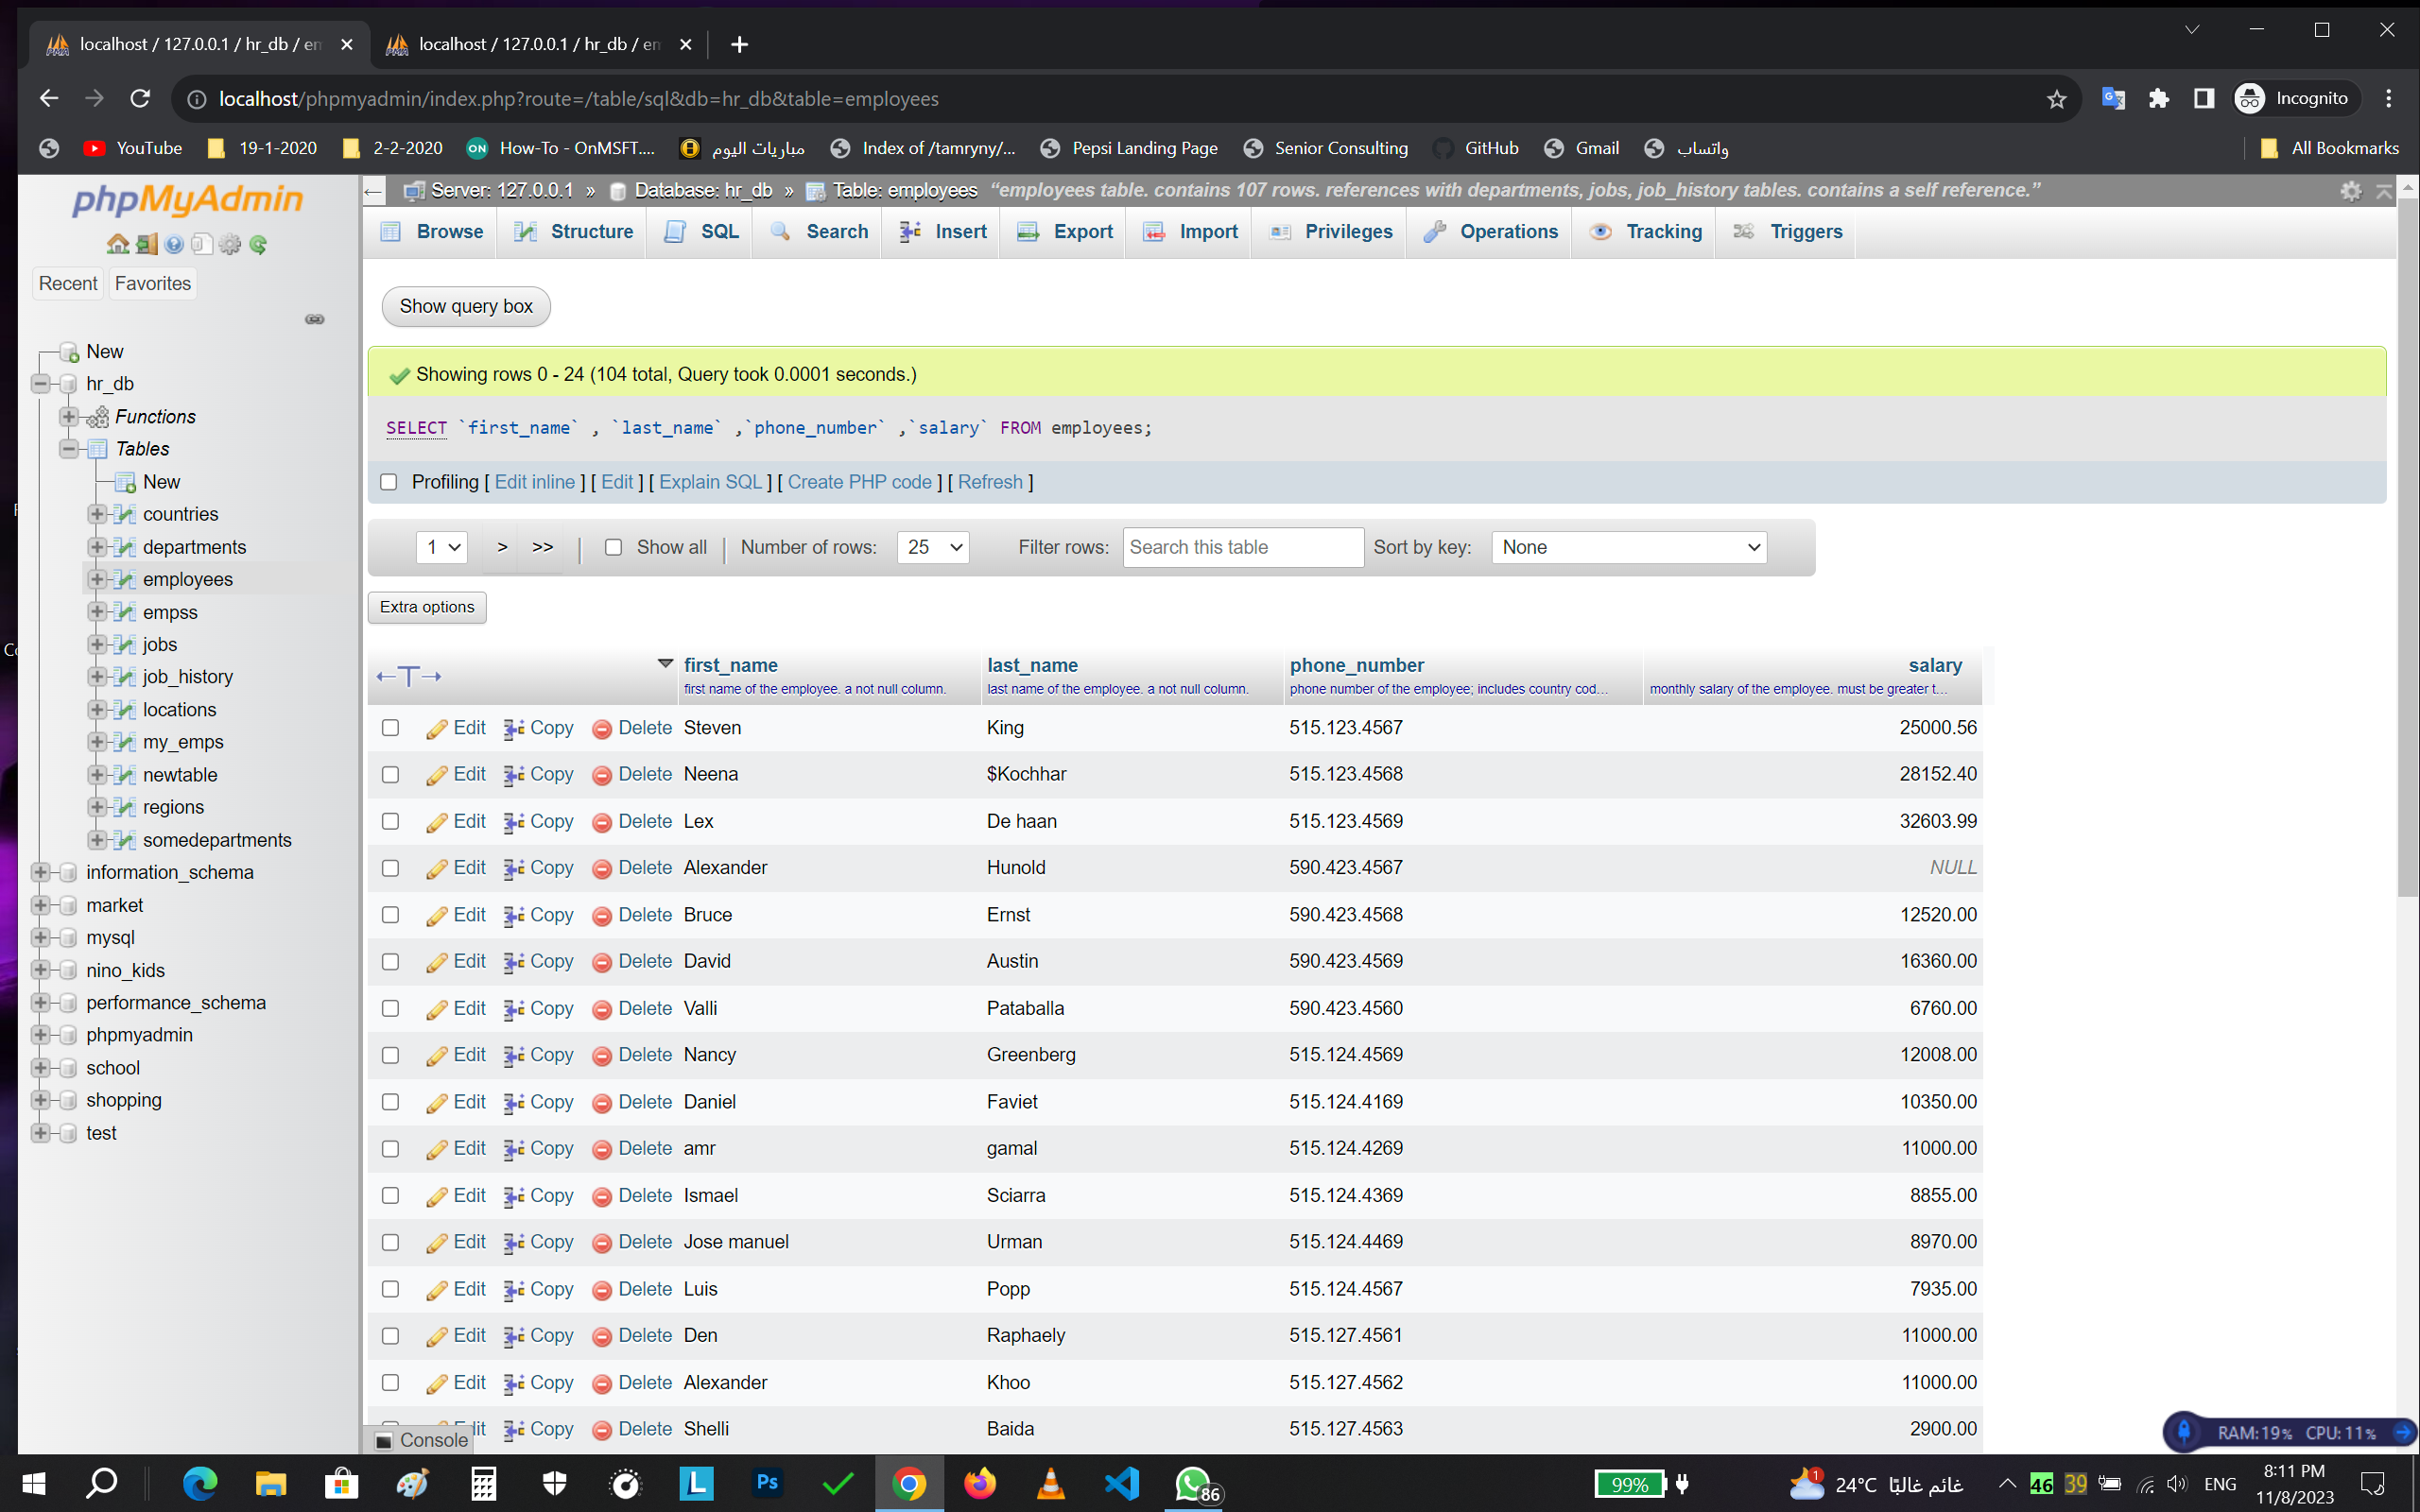 localhost / 127.0.0.1 / hr_db / em
localhost / 127.0.0.1 / hr_db / em
localhost/phpmyadmin/index.php?route=/table/sql&db=hr_db&table=employees
Incognito
YouTube
19-1-2020
2-2-2020
ON
How-To - OnMSFT....
مباريات اليوم
Index of /tamryny/...
Pepsi Landing Page
Senior Consulting
GitHub
Gmail
واتساب
All Bookmarks
phpMyAdmin
Server: 127.0.0.1 » Database: hr_db » Table: employees "employees table. contains 107 rows. references with departments, jobs, job_history tables. contains a self reference."
Browse Structure SQL Search Insert Export Import Privileges Operations Tracking Triggers
Recent Favorites
New
hr_db
Functions
Tables
New
countries
departments
employees
empss
jobs
job_history
locations
my_emps
newtable
regions
somedepartments
information_schema
market
mysql
nino_kids
performance_schema
phpmyadmin
school
shopping
test
Show query box
Showing rows 0 - 24 (104 total, Query took 0.0001 seconds.)
SELECT `first_name` , `last_name` ,`phone_number` ,`salary` FROM employees;
Profiling [ Edit inline ] [ Edit ] [ Explain SQL ] [ Create PHP code ] [ Refresh ]
1 > >> | Show all | Number of rows: 25 Filter rows: Search this table Sort by key: None
Extra options
first_name last_name phone_number salary
first name of the employee. a not null column. last name of the employee. a not null column. phone number of the employee; includes country cod... monthly salary of the employee. must be greater t...
Edit Copy Delete Steven King 515.123.4567 25000.56
Edit Copy Delete Neena $Kochhar 515.123.4568 28152.40
Edit Copy Delete Lex De haan 515.123.4569 32603.99
Edit Copy Delete Alexander Hunold 590.423.4567 NULL
Edit Copy Delete Bruce Ernst 590.423.4568 12520.00
Edit Copy Delete David Austin 590.423.4569 16360.00
Edit Copy Delete Valli Pataballa 590.423.4560 6760.00
Edit Copy Delete Nancy Greenberg 515.124.4569 12008.00
Edit Copy Delete Daniel Faviet 515.124.4169 10350.00
Edit Copy Delete amr gamal 515.124.4269 11000.00
Edit Copy Delete Ismael Sciarra 515.124.4369 8855.00
Edit Copy Delete Jose manuel Urman 515.124.4469 8970.00
Edit Copy Delete Luis Popp 515.124.4567 7935.00
Edit Copy Delete Den Raphaely 515.127.4561 11000.00
Edit Copy Delete Alexander Khoo 515.127.4562 11000.00
Copy Delete Shelli Baida 515.127.4563 2900.00
Console
RAM:19% CPU:11%
L
Ps
86
99%
1
24°C غائم غالبًا
46
39
ENG
8:11 PM
11/8/2023